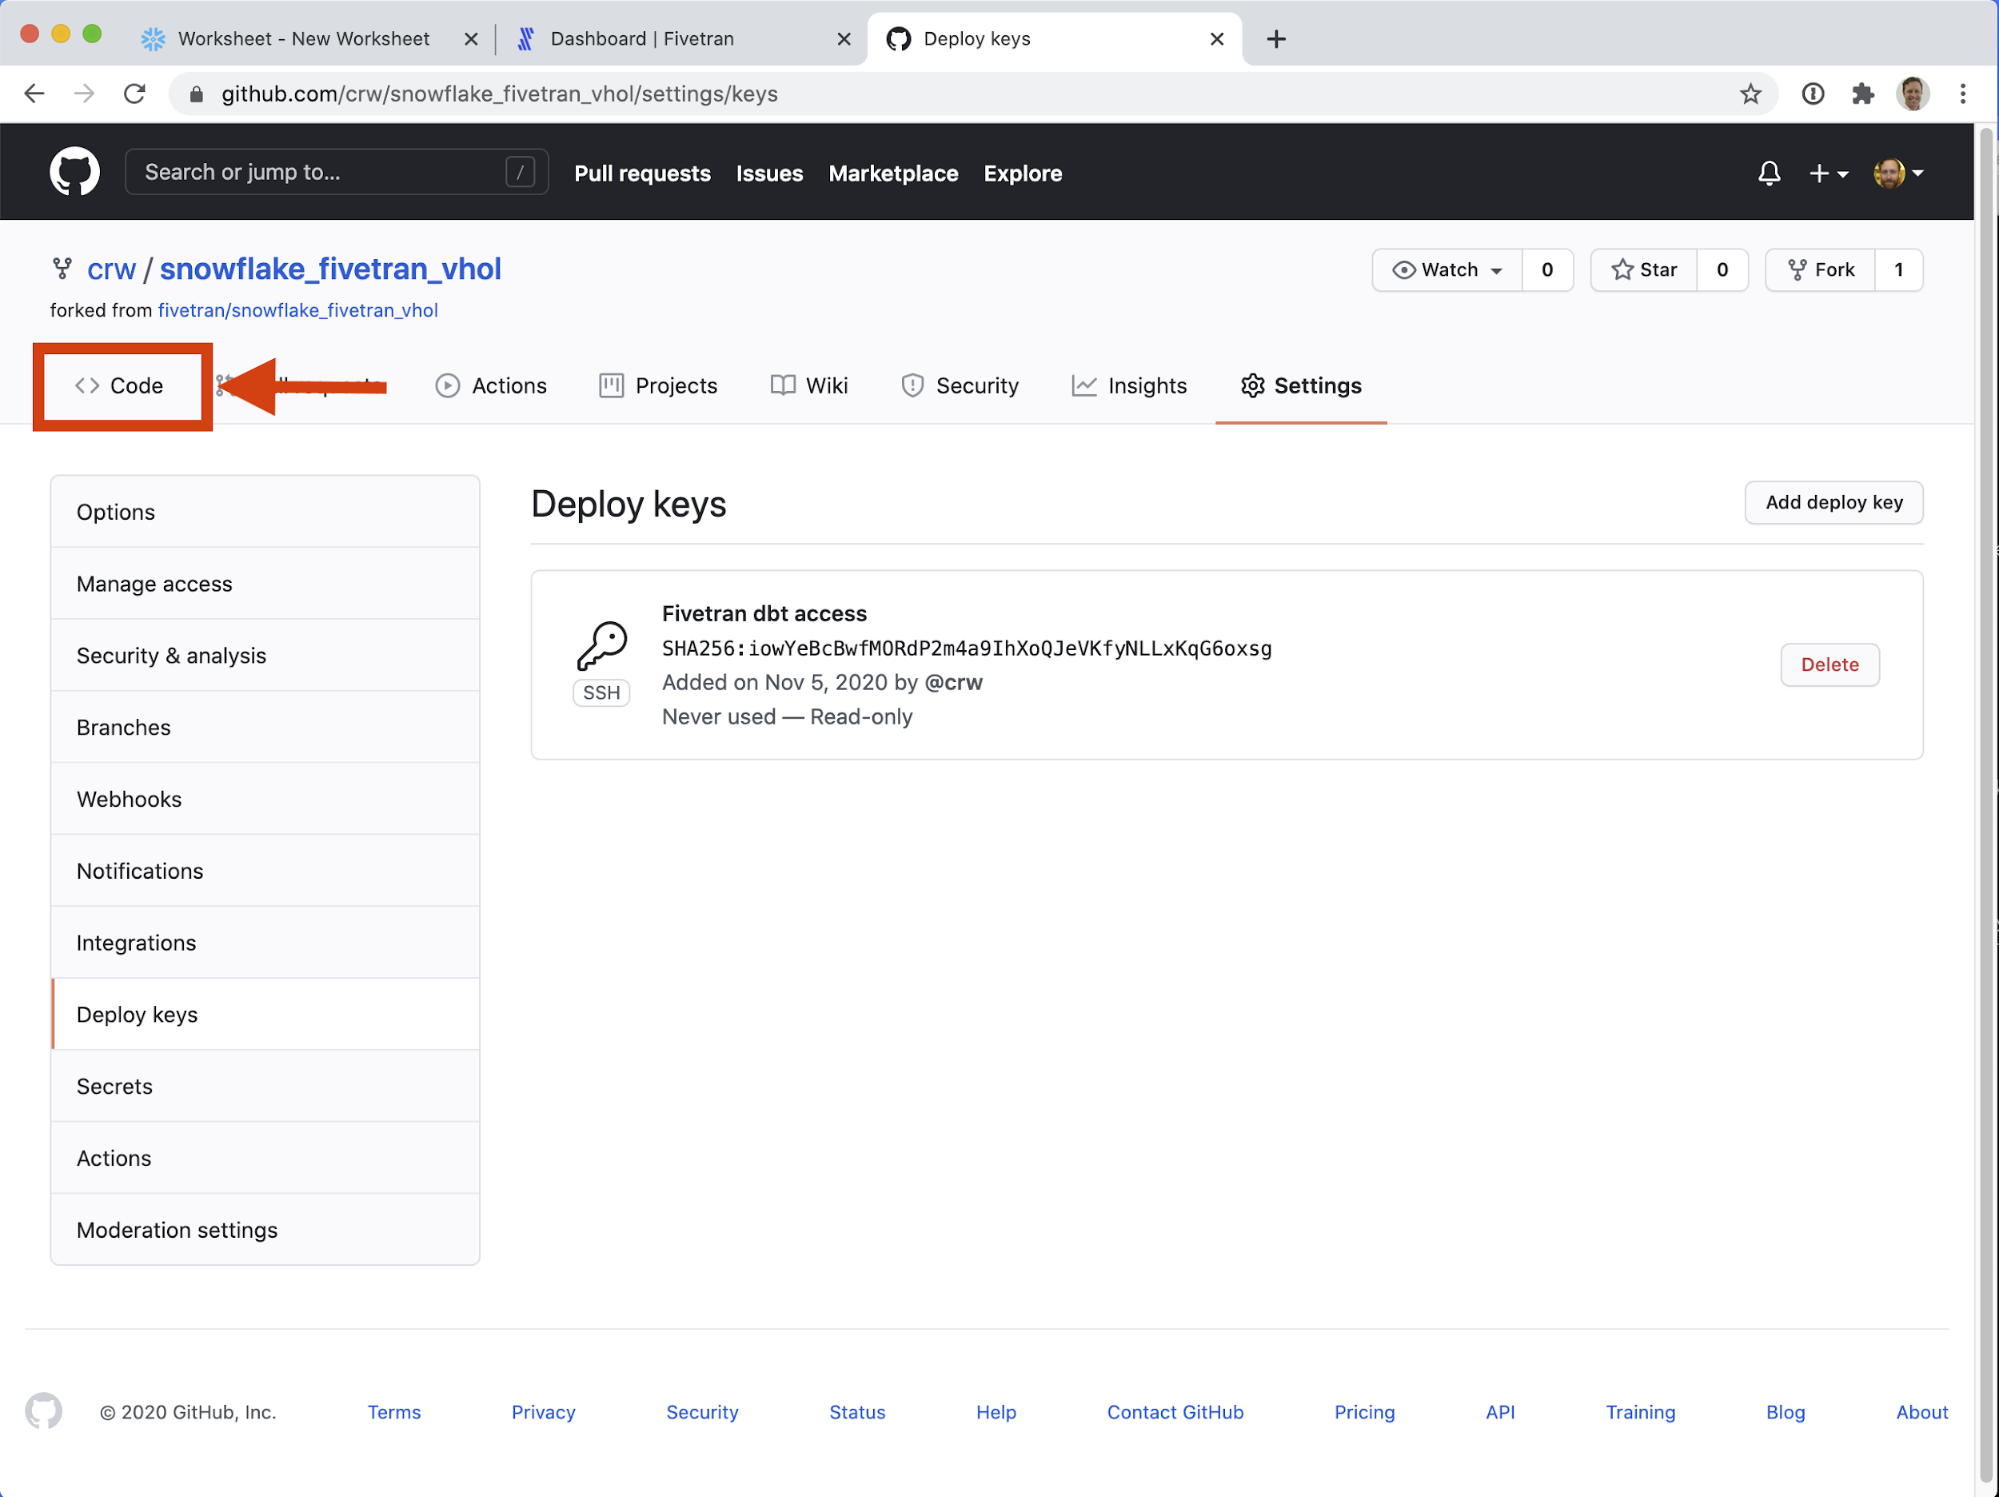 Worksheet - New Worksheet
Dashboard | Fivetran
Deploy keys
github.com/crw/snowflake_fivetran_vhol/settings/keys
Search or jump to...
/
Pull requests
Issues
Marketplace
Explore
crw / snowflake_fivetran_vhol
Watch 0
Star 0
Fork 1
forked from fivetran/snowflake_fivetran_vhol
Code
Actions
Projects
Wiki
Security
Insights
Settings
Options
Manage access
Security & analysis
Branches
Webhooks
Notifications
Integrations
Deploy keys
Secrets
Actions
Moderation settings
Deploy keys
Add deploy key
Fivetran dbt access
SHA256:iowYeBcBwfMORdP2m4a9IhXoQJeVKfyNLLxKqG6oxsg
Added on Nov 5, 2020 by @crw
Never used — Read-only
SSH
Delete
© 2020 GitHub, Inc.
Terms
Privacy
Security
Status
Help
Contact GitHub
Pricing
API
Training
Blog
About